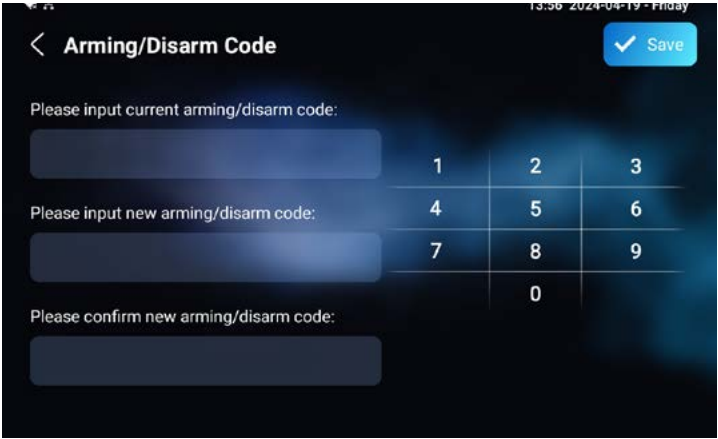 13:56 2024-04-19 - Friday
Arming/Disarm Code
Save
Please input current arming/disarm code:
1 2 3
Please input new arming/disarm code:
4 5 6
7 8 9
0
Please confirm new arming/disarm code: